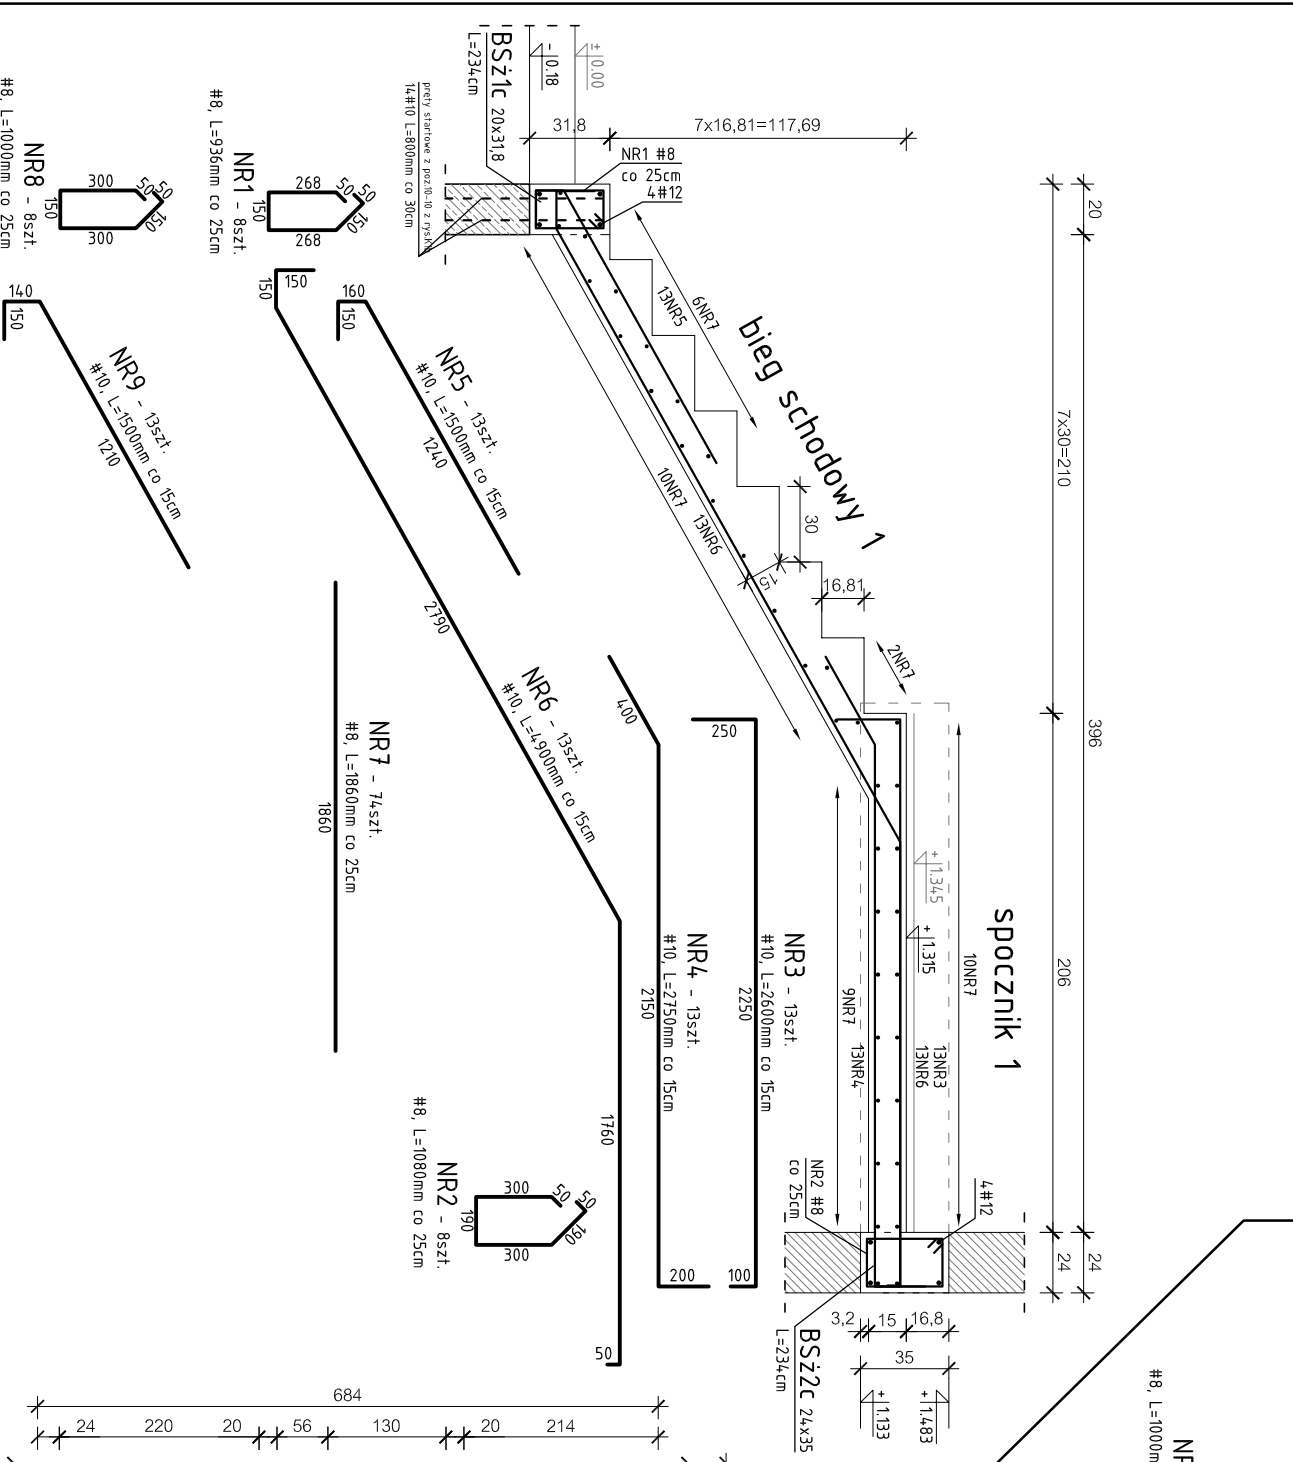 BSż1c 20x31,8
L=234cm
-0.18
±0.00
31,8
7x16,81=117,69
NR1 #8
co 25cm
4#12
pręty startowe z poz.10-10 z rys.K10
14#10 L=800mm co 30cm
20
396
24
7x30=210
206
24
bieg schodowy 1
6NR7
13NR5
10NR7
13NR6
30
15
16,81
2NR7
spocznik 1
10NR7
13NR3
13NR6
9NR7
13NR4
+1.345
+1.315
4#12
NR2 #8
co 25cm
BSż2c 24x35
L=234cm
3,2
15
16,8
35
+1.133
+1.483
NR8 - 8szt.
#8, L=1000mm co 25cm
300
300
150
150
50
50
NR1 - 8szt.
#8, L=936mm co 25cm
268
268
150
150
50
50
NR9 - 13szt.
#10, L=1500mm co 15cm
140
150
1210
NR5 - 13szt.
#10, L=1500mm co 15cm
160
150
1240
NR6 - 13szt.
#10, L=4900mm co 15cm
150
150
2790
1760
50
NR7 - 74szt.
#8, L=1860mm co 25cm
1860
NR4 - 13szt.
#10, L=2750mm co 15cm
400
2150
200
NR3 - 13szt.
#10, L=2600mm co 15cm
250
2250
100
NR2 - 8szt.
#8, L=1080mm co 25cm
300
300
190
190
50
50
684
24
220
20
56
130
20
214
#8, L=1000m